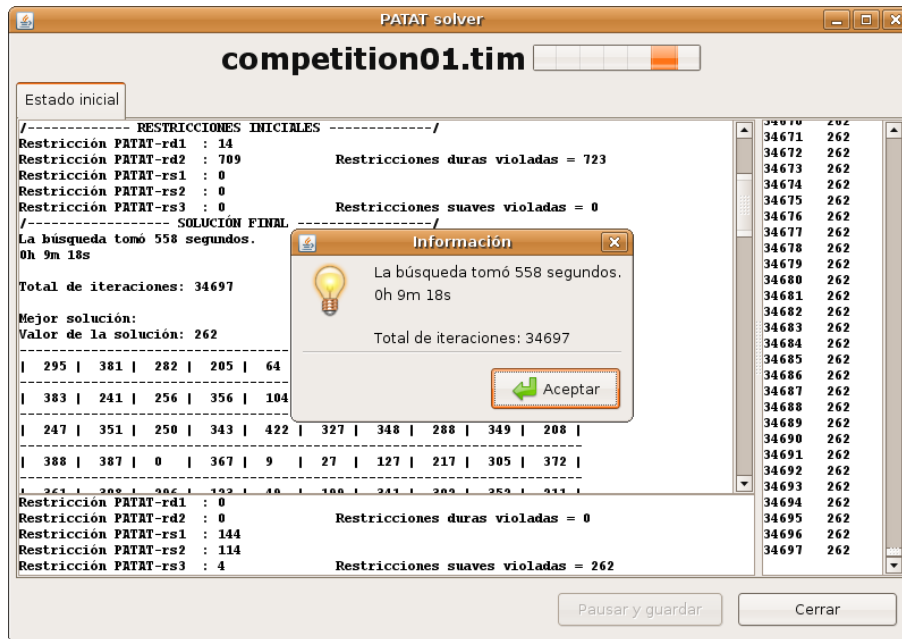 PATAT solver
competition01.tim
Estado inicial
/------------- RESTRICCIONES INICIALES -------------/
Restricción PATAT-rd1 : 14
Restricción PATAT-rd2 : 709 Restricciones duras violadas = 723
Restricción PATAT-rs1 : 0
Restricción PATAT-rs2 : 0
Restricción PATAT-rs3 : 0 Restricciones suaves violadas = 0
/------------------ SOLUCIÓN FINAL -----------------/
La búsqueda tomó 558 segundos.
0h 9m 18s
Total de iteraciones: 34697
Mejor solución:
Valor de la solución: 262
| 295 | 381 | 282 | 205 | 64
| 383 | 241 | 256 | 356 | 104
| 247 | 351 | 250 | 343 | 422 | 327 | 348 | 288 | 349 | 208 |
| 388 | 387 | 0 | 367 | 9 | 27 | 127 | 217 | 305 | 372 |
Restricción PATAT-rd1 : 0
Restricción PATAT-rd2 : 0 Restricciones duras violadas = 0
Restricción PATAT-rs1 : 144
Restricción PATAT-rs2 : 114
Restricción PATAT-rs3 : 4 Restricciones suaves violadas = 262
34670 262
34671 262
34672 262
34673 262
34674 262
34675 262
34676 262
34677 262
34678 262
34679 262
34680 262
34681 262
34682 262
34683 262
34684 262
34685 262
34686 262
34687 262
34688 262
34689 262
34690 262
34691 262
34692 262
34693 262
34694 262
34695 262
34696 262
34697 262
Información
La búsqueda tomó 558 segundos.
0h 9m 18s
Total de iteraciones: 34697
Aceptar
Pausar y guardar
Cerrar